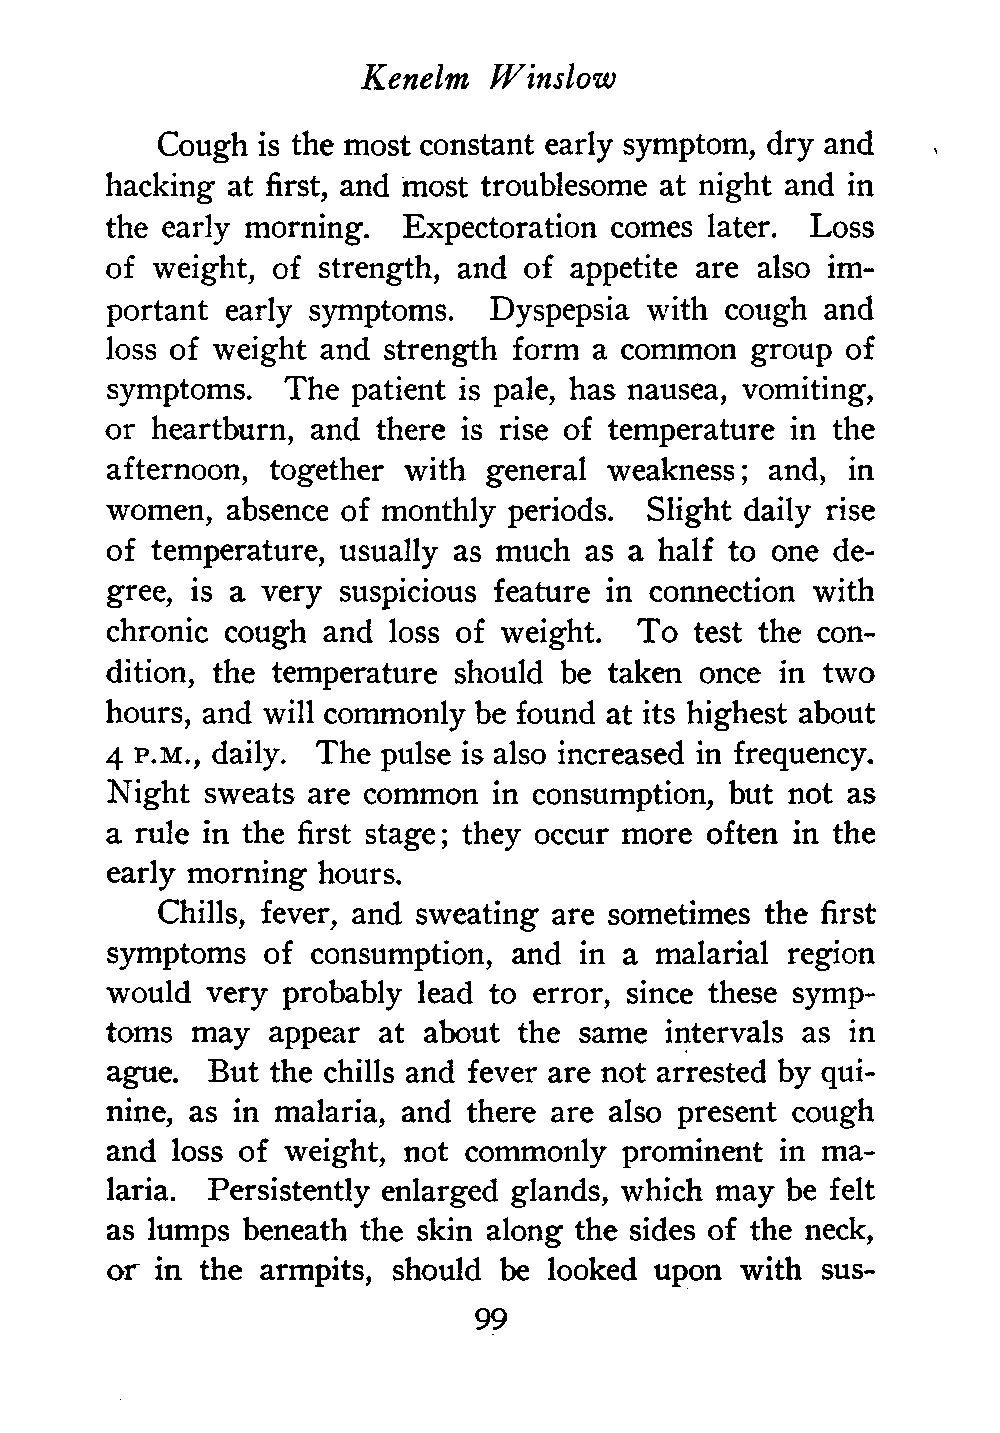 Kenelm Winslow
Cough is the most constant early symptom, dry and
hacking at first, and most troublesome at night and in
the early morning. Expectoration comes later. Loss
of weight, of strength, and of appetite are also im-
portant early symptoms. Dyspepsia with cough and
loss of weight and strength form a common group of
symptoms. The patient is pale, has nausea, vomiting,
or heartburn, and there is rise of temperature in the
afternoon, together with general weakness; and, in
women, absence of monthly periods. Slight daily rise
of temperature, usually as much as a half to one de-
gree, is a very suspicious feature in connection with
chronic cough and loss of weight. To test the con-
dition, the temperature should be taken once in two
hours, and will commonly be found at its highest about
4 P.M., daily. The pulse is also increased in frequency.
Night sweats are common in consumption, but not as
a rule in the first stage; they occur more often in the
early morning hours.
Chills, fever, and sweating are sometimes the first
symptoms of consumption, and in a malarial region
would very probably lead to error, since these symp-
toms may appear at about the same intervals as in
ague. But the chills and fever are not arrested by qui-
nine, as in malaria, and there are also present cough
and loss of weight, not commonly prominent in ma-
laria. Persistently enlarged glands, which may be felt
as lumps beneath the skin along the sides of the neck,
or in the armpits, should be looked upon with sus-
99